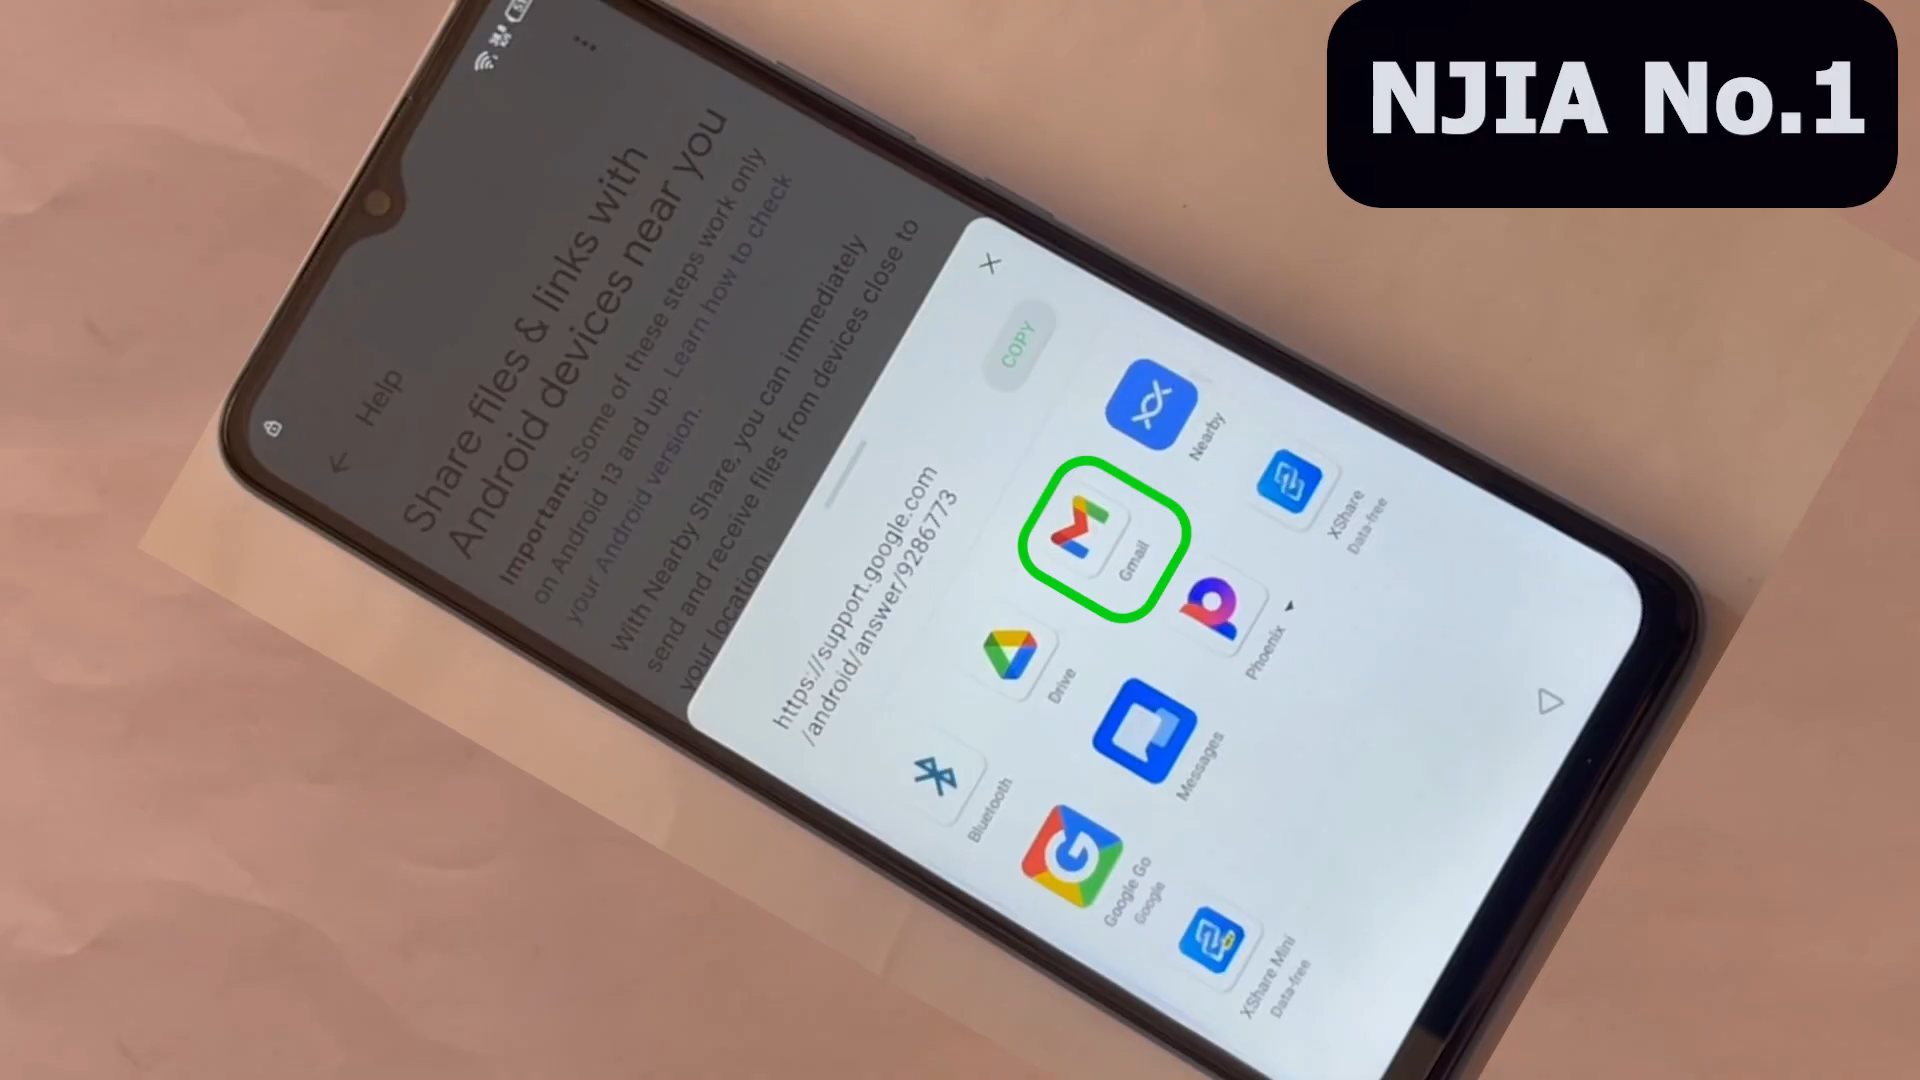 NJIA No.1
Help
Share files & links with
Android devices near you
Important: Some of these steps work only
on Android 13 and up. Learn how to check
your Android version.
With Nearby Share, you can immediately
send and receive files from devices close to
your location.
https://support.google.com
/android/answer/9286773
COPY
Bluetooth
Drive
Gmail
Nearby
Google Go
Google
Messages
Phoenix
XShare
Data-free
XShare Mini
Data-free